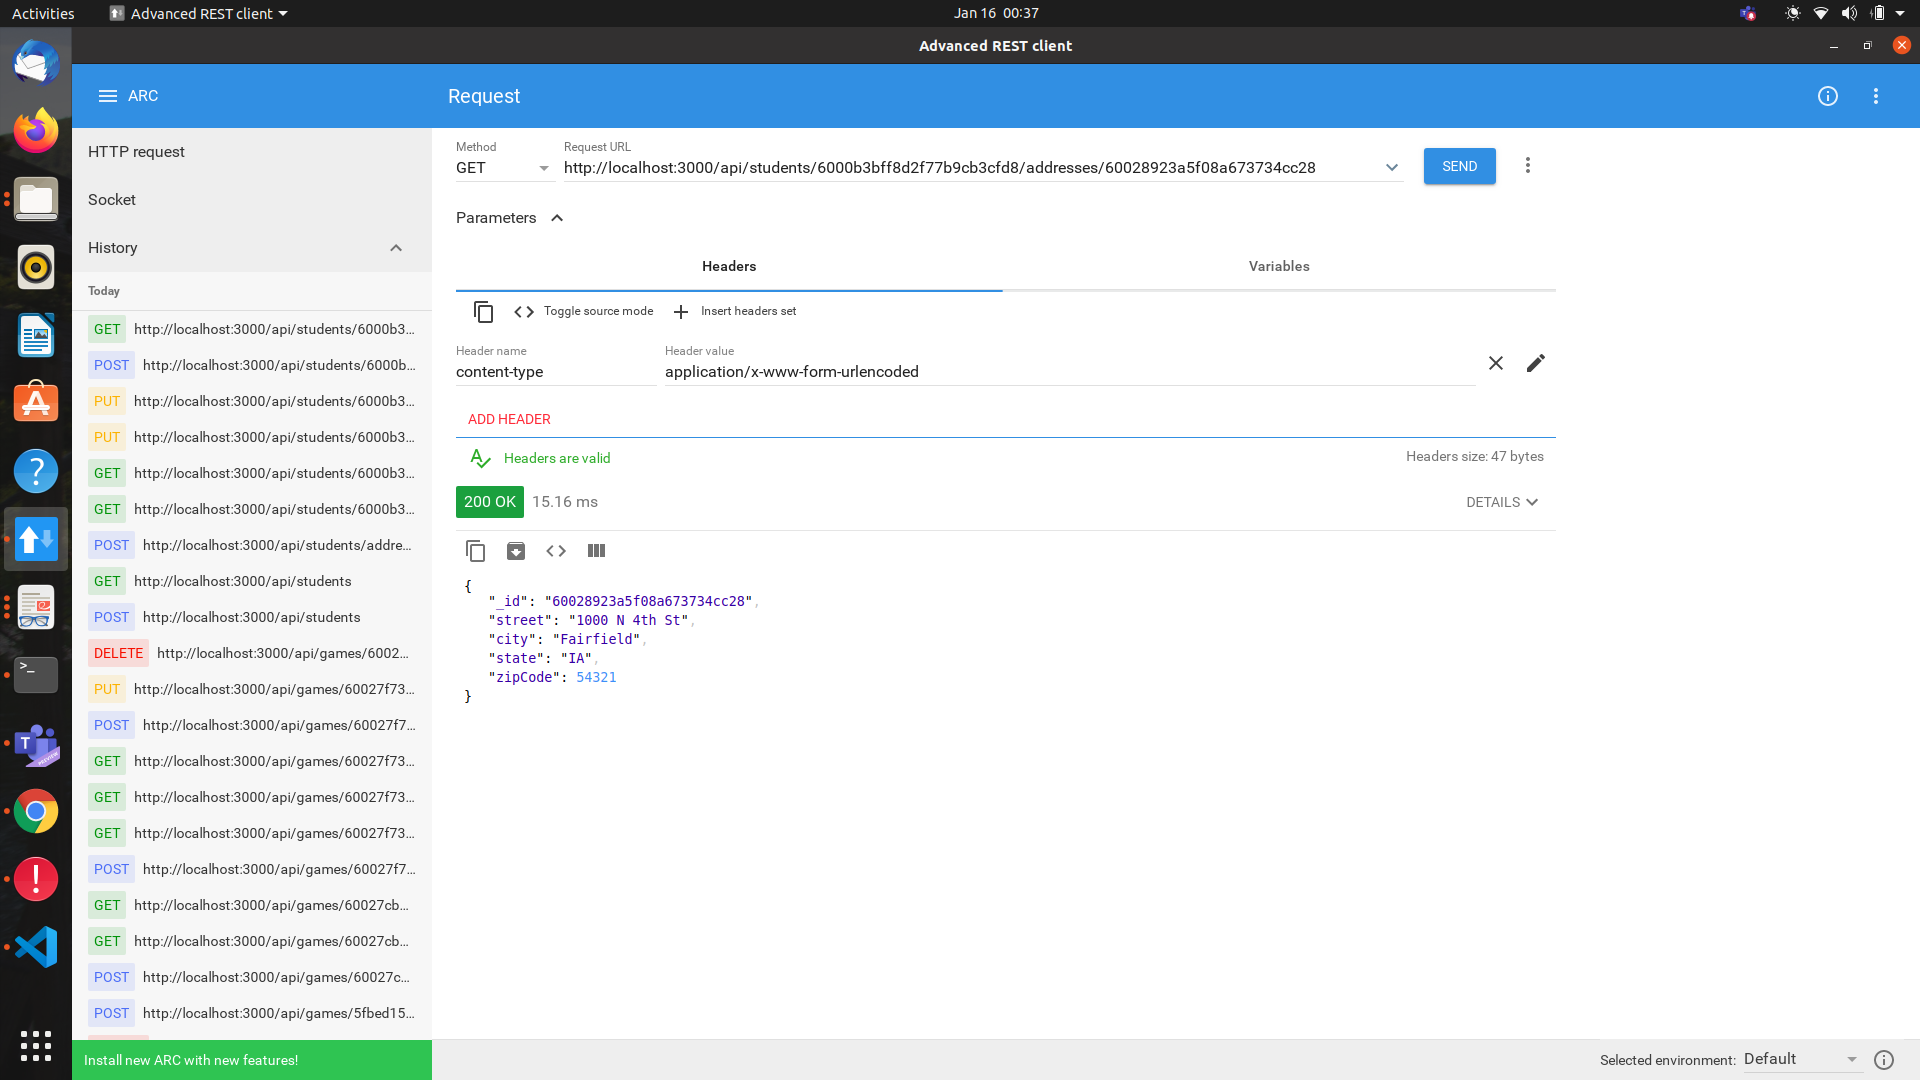 Activities
Advanced REST client
Jan 16 00:37
Advanced REST client
ARC
Request
HTTP request
Socket
History
Today
GET http://localhost:3000/api/students/6000b3...
POST http://localhost:3000/api/students/6000b...
PUT http://localhost:3000/api/students/6000b3...
PUT http://localhost:3000/api/students/6000b3...
GET http://localhost:3000/api/students/6000b3...
GET http://localhost:3000/api/students/6000b3...
POST http://localhost:3000/api/students/addre...
GET http://localhost:3000/api/students
POST http://localhost:3000/api/students
DELETE http://localhost:3000/api/games/6002...
PUT http://localhost:3000/api/games/60027f73...
POST http://localhost:3000/api/games/60027f7...
GET http://localhost:3000/api/games/60027f73...
GET http://localhost:3000/api/games/60027f73...
GET http://localhost:3000/api/games/60027f73...
POST http://localhost:3000/api/games/60027f7...
GET http://localhost:3000/api/games/60027cb...
GET http://localhost:3000/api/games/60027cb...
POST http://localhost:3000/api/games/60027c...
POST http://localhost:3000/api/games/5fbed15...
Install new ARC with new features!
Method
GET
Request URL
http://localhost:3000/api/students/6000b3bff8d2f77b9cb3cfd8/addresses/60028923a5f08a673734cc28
SEND
Parameters
Headers
Variables
Toggle source mode
Insert headers set
Header name
content-type
Header value
application/x-www-form-urlencoded
ADD HEADER
Headers are valid
Headers size: 47 bytes
200 OK
15.16 ms
DETAILS
{
"_id": "60028923a5f08a673734cc28",
"street": "1000 N 4th St",
"city": "Fairfield",
"state": "IA",
"zipCode": 54321
}
Selected environment:
Default